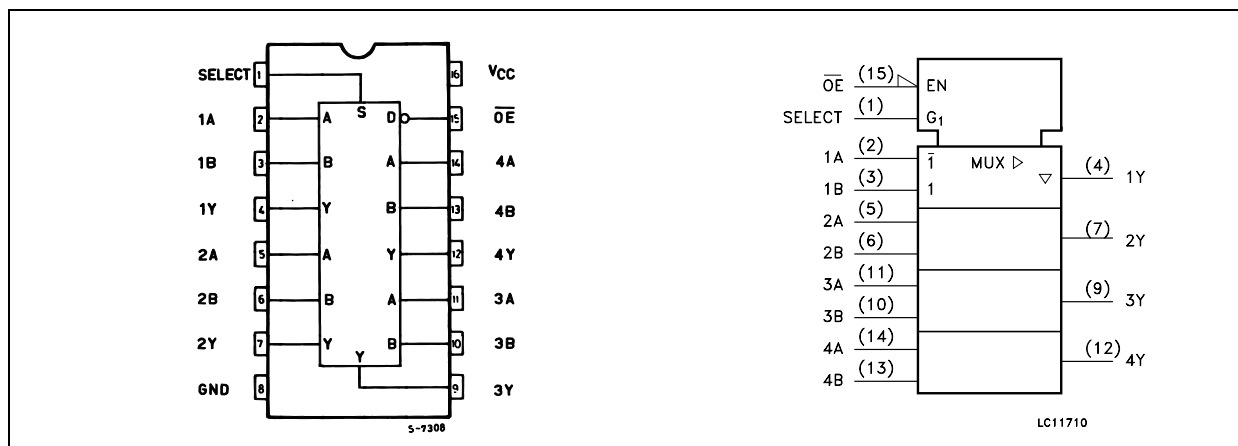 SELECT 1 S 16 VCC
1A 2 A D 15 O̅E̅
1B 3 B A 14 4A
1Y 4 Y B 13 4B
2A 5 A Y 12 4Y
2B 6 B A 11 3A
2Y 7 Y B 10 3B
GND 8 Y 9 3Y
S-7308
O̅E̅ (15) EN
SELECT (1) G1
1A (2) 1̅ MUX ▷ (4) 1Y
1B (3) 1 ▽
2A (5)
(7) 2Y
2B (6)
3A (11)
(9) 3Y
3B (10)
4A (14)
(12) 4Y
4B (13)
LC11710